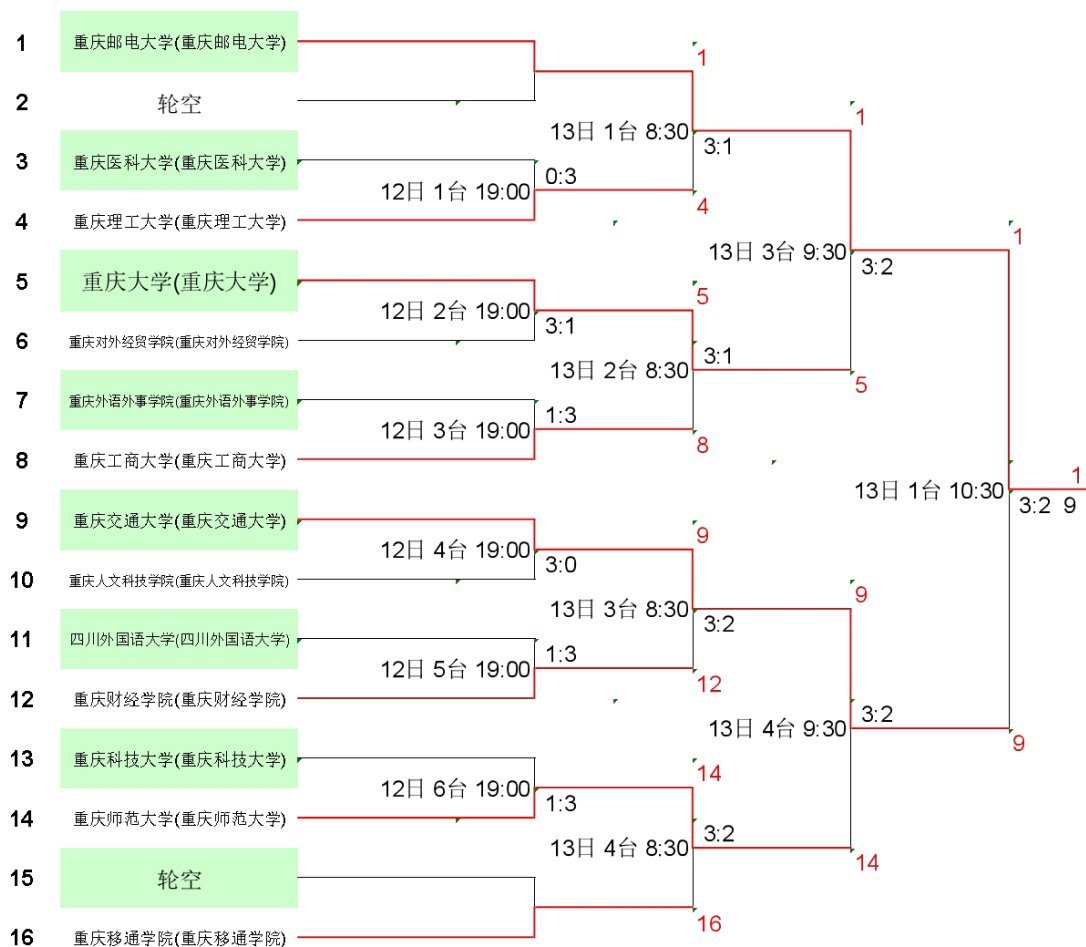 1 重庆邮电大学(重庆邮电大学)
1
2 轮空
1
13日 1台 8:30
3:1
3 重庆医科大学(重庆医科大学)
0:3
12日 1台 19:00
4
4 重庆理工大学(重庆理工大学)
1
13日 3台 9:30
3:2
5 重庆大学(重庆大学)
5
12日 2台 19:00
3:1
6 重庆对外经贸学院(重庆对外经贸学院)
3:1
13日 2台 8:30
5
7 重庆外语外事学院(重庆外语外事学院)
1:3
12日 3台 19:00
8
8 重庆工商大学(重庆工商大学)
1
13日 1台 10:30
3:2 9
9 重庆交通大学(重庆交通大学)
9
12日 4台 19:00
3:0
10 重庆人文科技学院(重庆人文科技学院)
9
13日 3台 8:30
3:2
11 四川外国语大学(四川外国语大学)
1:3
12日 5台 19:00
12
12 重庆财经学院(重庆财经学院)
3:2
13日 4台 9:30
9
13 重庆科技大学(重庆科技大学)
14
12日 6台 19:00
1:3
14 重庆师范大学(重庆师范大学)
3:2
13日 4台 8:30
14
15 轮空
16
16 重庆移通学院(重庆移通学院)